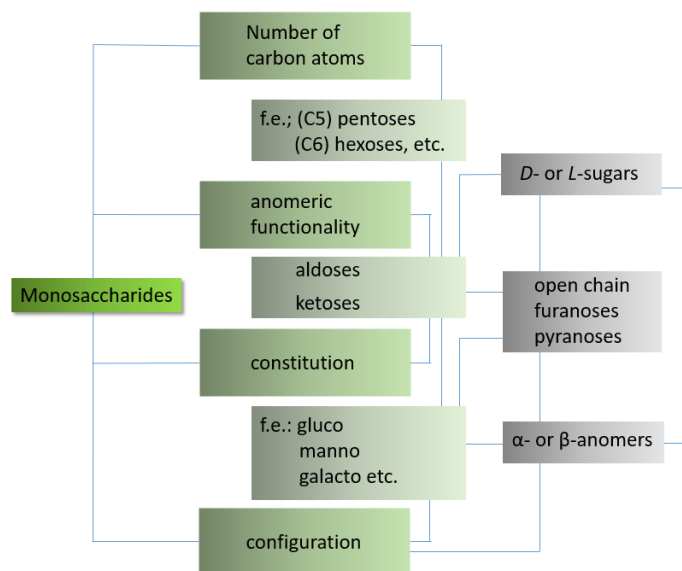 Number of
carbon atoms
f.e.; (C5) pentoses
(C6) hexoses, etc.
D- or L-sugars
anomeric
functionality
aldoses
ketoses
Monosaccharides
open chain
furanoses
pyranoses
constitution
f.e.: gluco
manno
galacto etc.
α- or β-anomers
configuration